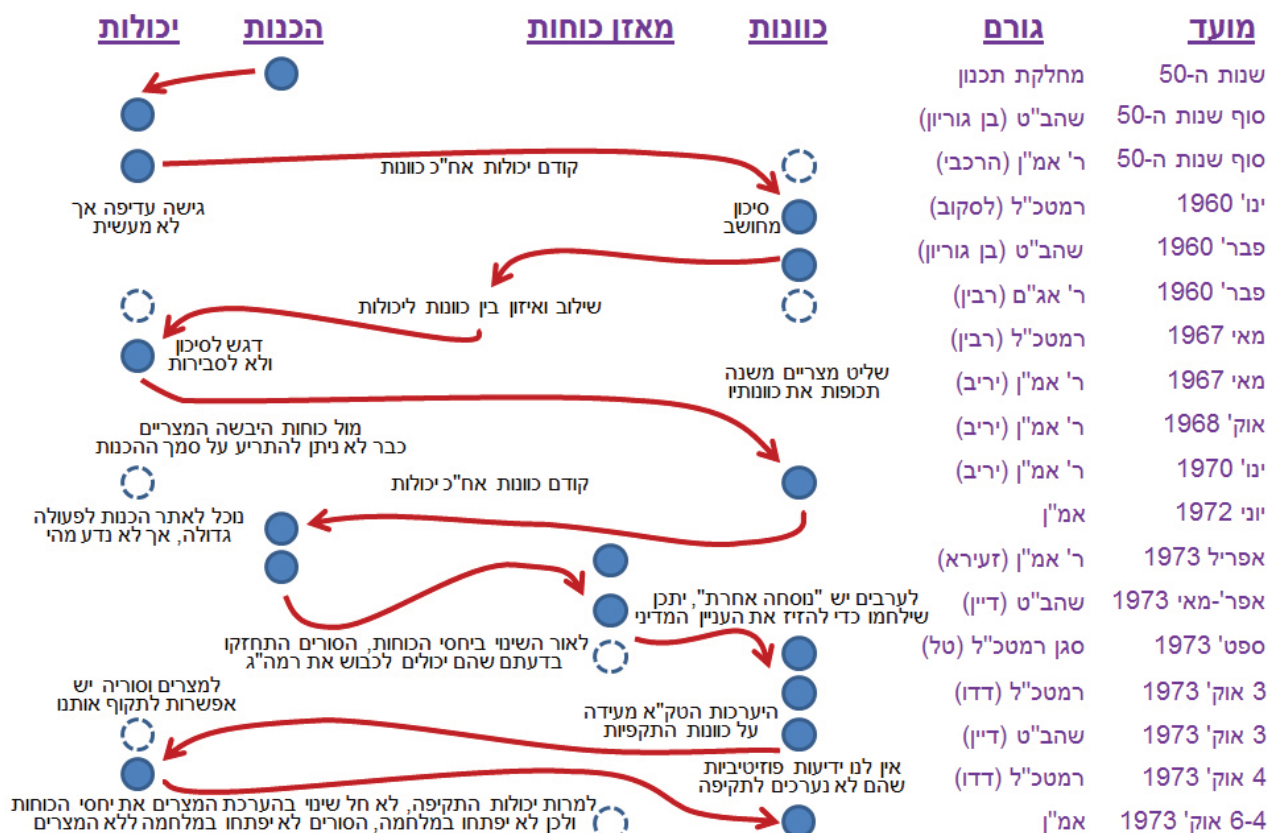 מועד גורם כוונות מאזן כוחות הכנות יכולות
שנות ה-50 מחלקת תכנון
סוף שנות ה-50 שהב"ט (בן גוריון)
סוף שנות ה-50 ר' אמ"ן (הרכבי)
קודם יכולות אח"כ כוונות
ינו' 1960 רמטכ"ל (לסקוב)
סיכון
מחושב
גישה עדיפה אך
לא מעשית
פבר' 1960 שהב"ט (בן גוריון)
פבר' 1960 ר' אג"ם (רבין)
שילוב ואיזון בין כוונות ליכולות
מאי 1967 רמטכ"ל (רבין)
דגש לסיכון
ולא לסבירות
מאי 1967 ר' אמ"ן (יריב)
שליט מצריים משנה
תכופות את כוונותיו
אוק' 1968 ר' אמ"ן (יריב)
מול כוחות היבשה המצריים
כבר לא ניתן להתריע על סמך ההכנות
ינו' 1970 ר' אמ"ן (יריב)
קודם כוונות אח"כ יכולות
יוני 1972 אמ"ן
נוכל לאתר הכנות לפעולה
גדולה, אך לא נדע מהי
אפריל 1973 ר' אמ"ן (זעירא)
אפר'-מאי 1973 שהב"ט (דיין)
לערבים יש "נוסחה אחרת", יתכן
שילחמו כדי להזיז את העניין המדיני
ספט' 1973 סגן רמטכ"ל (טל)
לאור השינוי ביחסי הכוחות, הסורים התחזקו
בדעתם שהם יכולים לכבוש את רמה"ג
3 אוק' 1973 רמטכ"ל (דדו)
למצרים וסוריה יש
אפשרות לתקוף אותנו
3 אוק' 1973 שהב"ט (דיין)
היערכות הטק"א מעידה
על כוונות התקפיות
4 אוק' 1973 רמטכ"ל (דדו)
אין לנו ידיעות פוזיטיביות
שהם לא נערכים לתקיפה
6-4 אוק' 1973 אמ"ן
למרות יכולות התקיפה, לא חל שינוי בהערכת המצרים את יחסי הכוחות
ולכן לא יפתחו במלחמה, הסורים לא יפתחו במלחמה ללא המצרים